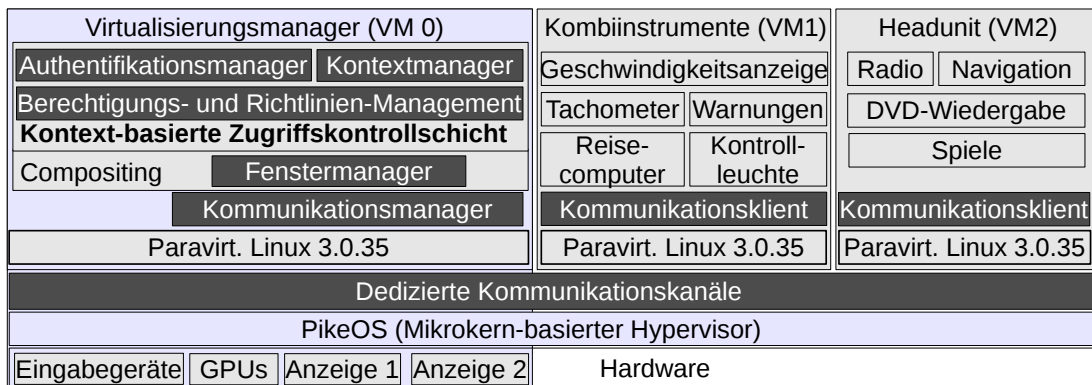 Virtualisierungsmanager (VM 0)
Authentifikationsmanager
Kontextmanager
Berechtigungs- und Richtlinien-Management
Kontext-basierte Zugriffskontrollschicht
Compositing
Fenstermanager
Kommunikationsmanager
Paravirt. Linux 3.0.35
Kombiinstrumente (VM1)
Geschwindigkeitsanzeige
Tachometer
Warnungen
Reise-
computer
Kontroll-
leuchte
Kommunikationsklient
Paravirt. Linux 3.0.35
Headunit (VM2)
Radio
Navigation
DVD-Wiedergabe
Spiele
Kommunikationsklient
Paravirt. Linux 3.0.35
Dedizierte Kommunikationskanäle
PikeOS (Mikrokern-basierter Hypervisor)
Eingabegeräte
GPUs
Anzeige 1
Anzeige 2
Hardware